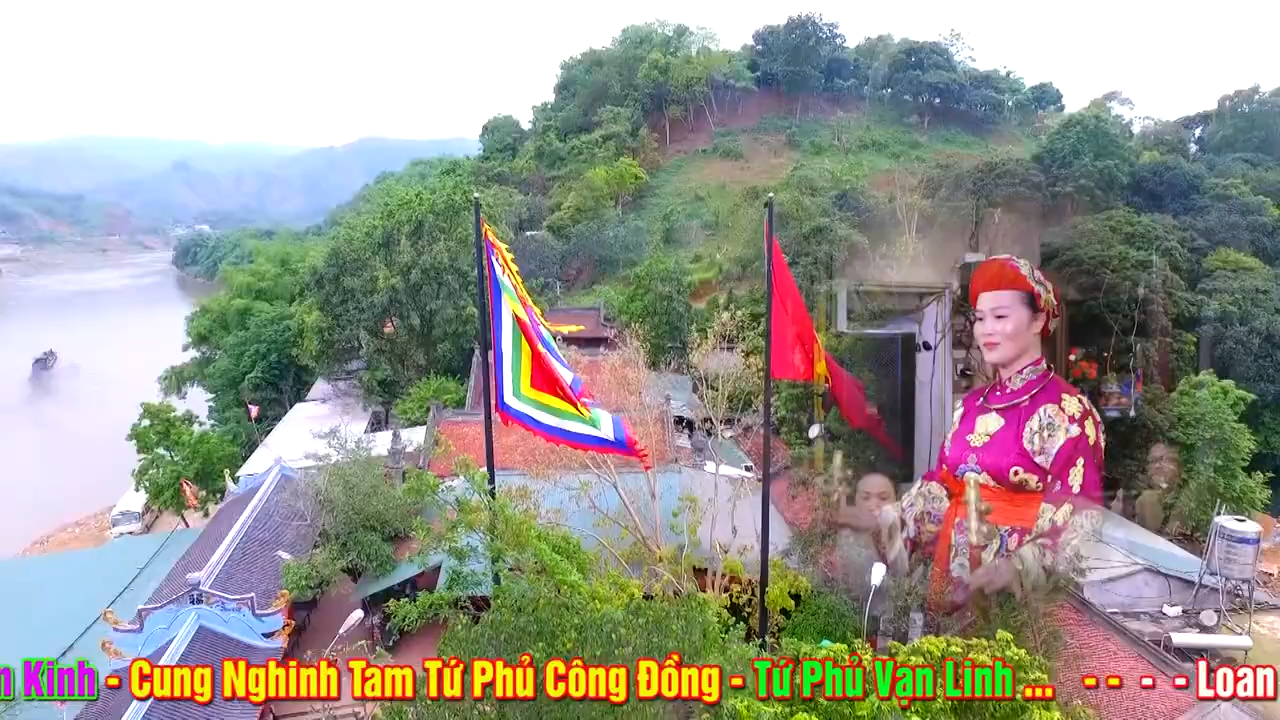 Kinh - Cung Nghinh Tam Tứ Phủ Công Đồng - Tứ Phủ Vạn Linh ... - - - - Loan